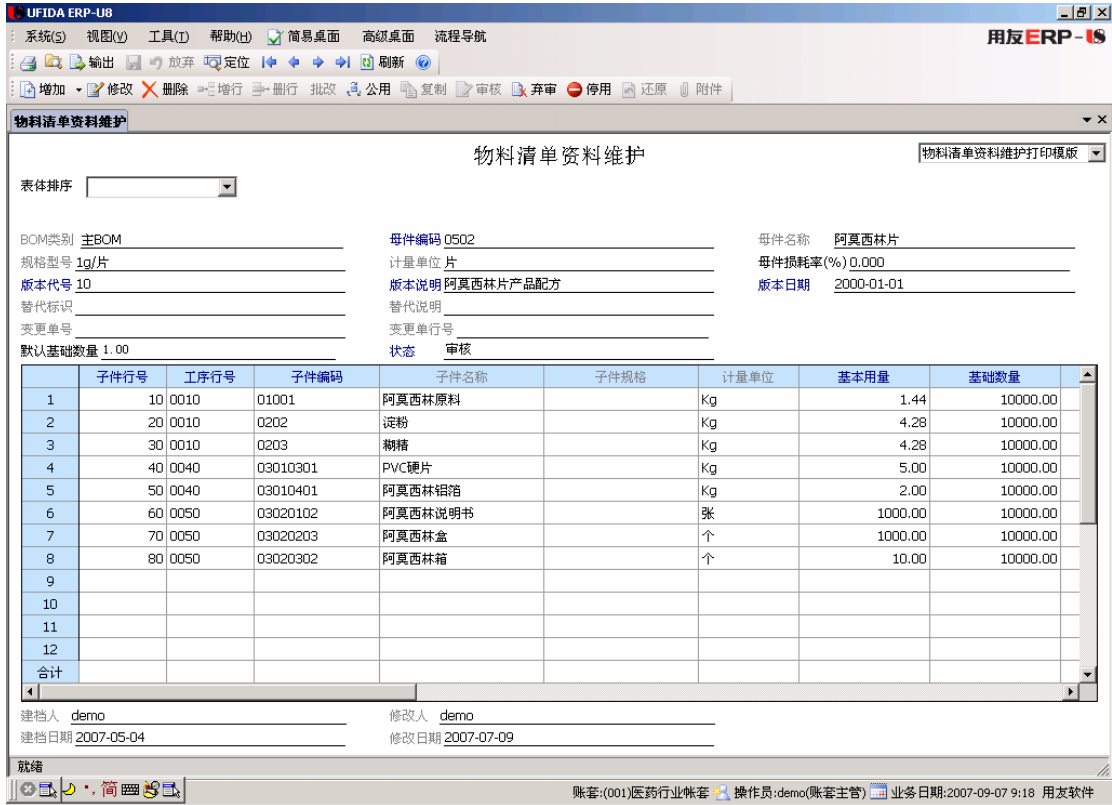 UFIDA ERP-U8
系统(S) 视图(V) 工具(T) 帮助(H) 简易桌面 高级桌面 流程导航 用友ERP-U8
输出 放弃 定位 刷新
增加 修改 删除 增行 删行 批改 公用 复制 审核 弃审 停用 还原 附件
物料清单资料维护
物料清单资料维护 物料清单资料维护打印模版
表体排序
BOM类别 主BOM 母件编码 0502 母件名称 阿莫西林片
规格型号 1g/片 计量单位 片 母件损耗率(%) 0.000
版本代号 10 版本说明 阿莫西林片产品配方 版本日期 2000-01-01
替代标识 替代说明
变更单号 变更单行号
默认基础数量 1.00 状态 审核
子件行号 工序行号 子件编码 子件名称 子件规格 计量单位 基本用量 基础数量
1 10 0010 01001 阿莫西林原料 Kg 1.44 10000.00
2 20 0010 0202 淀粉 Kg 4.28 10000.00
3 30 0010 0203 糊精 Kg 4.28 10000.00
4 40 0040 03010301 PVC硬片 Kg 5.00 10000.00
5 50 0040 03010401 阿莫西林铝箔 Kg 2.00 10000.00
6 60 0050 03020102 阿莫西林说明书 张 1000.00 10000.00
7 70 0050 03020203 阿莫西林盒 个 1000.00 10000.00
8 80 0050 03020302 阿莫西林箱 个 10.00 10000.00
9
10
11
12
合计
建档人 demo 修改人 demo
建档日期 2007-05-04 修改日期 2007-07-09
就绪
简 账套:(001)医药行业帐套 操作员:demo(账套主管) 业务日期:2007-09-07 9:18 用友软件